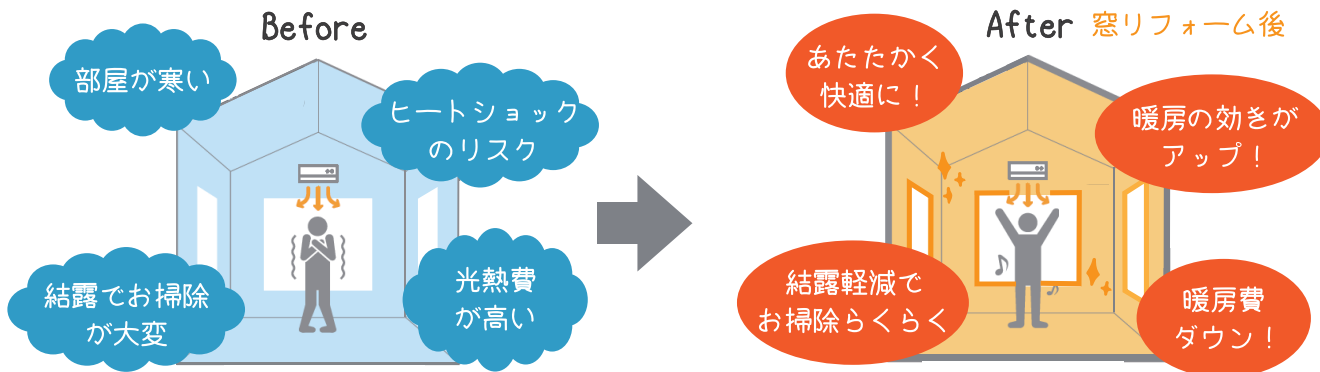 Before
部屋が寒い
ヒートショック
のリスク
結露でお掃除
が大変
光熱費
が高い
After 窓リフォーム後
あたたかく
快適に！
暖房の効きが
アップ！
結露軽減で
お掃除らくらく
暖房費
ダウン！